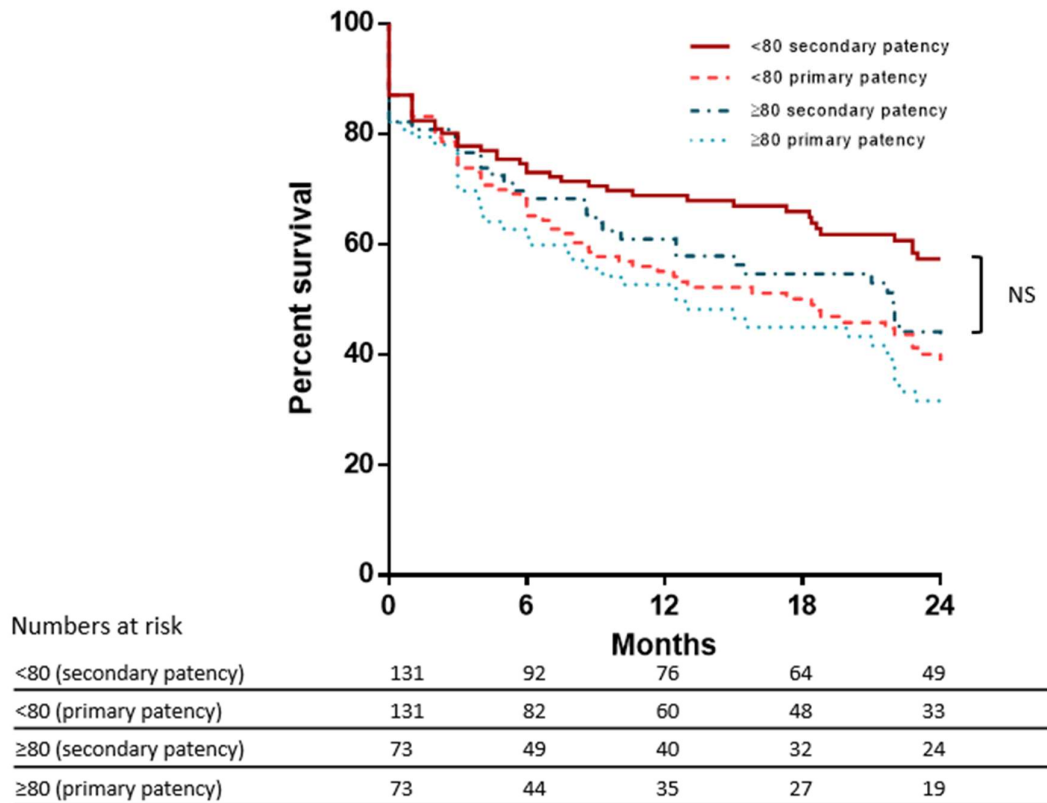 100
80
60
40
20
0
Percent survival
<80 secondary patency
<80 primary patency
≥80 secondary patency
≥80 primary patency
NS
0 6 12 18 24
Months
Numbers at risk
<80 (secondary patency) 131 92 76 64 49
<80 (primary patency) 131 82 60 48 33
≥80 (secondary patency) 73 49 40 32 24
≥80 (primary patency) 73 44 35 27 19